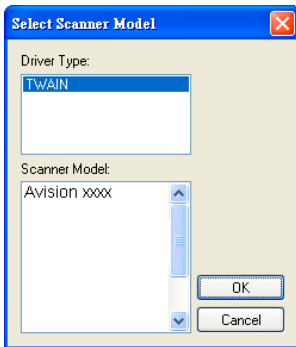 Select Scanner Model
Driver Type:
TWAIN
Scanner Model:
Avision xxxx
OK
Cancel